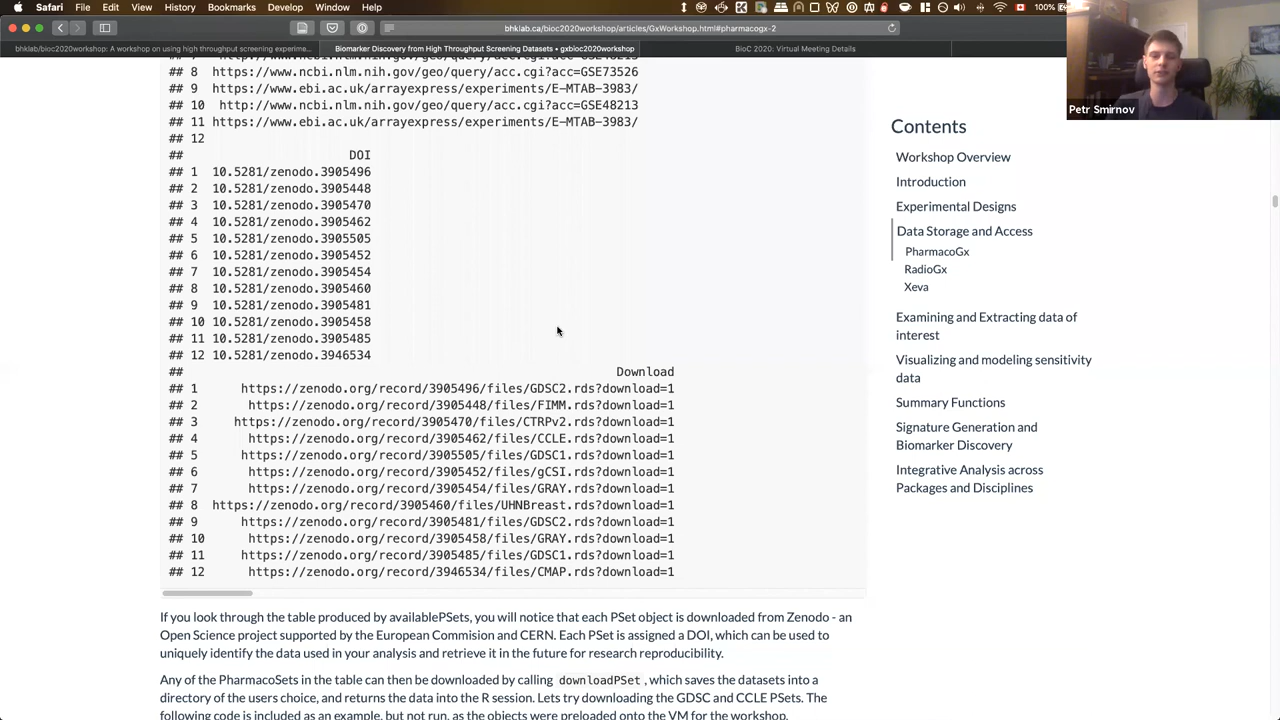 Safari File Edit View History Bookmarks Window Help
100%
bhklab.ca/bioc2020workshop/articles/GxWorkshop.html#pharmacogx-2
bhklab/bioc2020workshop: A workshop on using high throughput screening experime...
Biomarker Discovery from High Throughput Screening Datasets • gxbioc2020workshop
BioC 2020: Virtual Meeting Details
Petr Smirnov
## 8 https://www.ncbi.nlm.nih.gov/geo/query/acc.cgi?acc=GSE73526
## 9 https://www.ebi.ac.uk/arrayexpress/experiments/E-MTAB-3983/
## 10 http://www.ncbi.nlm.nih.gov/geo/query/acc.cgi?acc=GSE48213
## 11 https://www.ebi.ac.uk/arrayexpress/experiments/E-MTAB-3983/
## 12
## DOI
## 1 10.5281/zenodo.3905496
## 2 10.5281/zenodo.3905448
## 3 10.5281/zenodo.3905470
## 4 10.5281/zenodo.3905462
## 5 10.5281/zenodo.3905505
## 6 10.5281/zenodo.3905452
## 7 10.5281/zenodo.3905454
## 8 10.5281/zenodo.3905460
## 9 10.5281/zenodo.3905481
## 10 10.5281/zenodo.3905458
## 11 10.5281/zenodo.3905485
## 12 10.5281/zenodo.3946534
## Download
## 1 https://zenodo.org/record/3905496/files/GDSC2.rds?download=1
## 2 https://zenodo.org/record/3905448/files/FIMM.rds?download=1
## 3 https://zenodo.org/record/3905470/files/CTRPv2.rds?download=1
## 4 https://zenodo.org/record/3905462/files/CCLE.rds?download=1
## 5 https://zenodo.org/record/3905505/files/GDSC1.rds?download=1
## 6 https://zenodo.org/record/3905452/files/gCSI.rds?download=1
## 7 https://zenodo.org/record/3905454/files/GRAY.rds?download=1
## 8 https://zenodo.org/record/3905460/files/UHNBreast.rds?download=1
## 9 https://zenodo.org/record/3905481/files/GDSC2.rds?download=1
## 10 https://zenodo.org/record/3905458/files/GRAY.rds?download=1
## 11 https://zenodo.org/record/3905485/files/GDSC1.rds?download=1
## 12 https://zenodo.org/record/3946534/files/CMAP.rds?download=1
If you look through the table produced by availablePSets, you will notice that each PSet object is downloaded from Zenodo - an
Open Science project supported by the European Commision and CERN. Each PSet is assigned a DOI, which can be used to
uniquely identify the data used in your analysis and retrieve it in the future for research reproducibility.
Any of the PharmacoSets in the table can then be downloaded by calling downloadPSet , which saves the datasets into a
directory of the users choice, and returns the data into the R session. Lets try downloading the GDSC and CCLE PSets. The
following code is included as an example, but not run, as the objects were preloaded onto the VM for the workshop.
Contents
Workshop Overview
Introduction
Experimental Designs
Data Storage and Access
PharmacoGx
RadioGx
Xeva
Examining and Extracting data of
interest
Visualizing and modeling sensitivity
data
Summary Functions
Signature Generation and
Biomarker Discovery
Integrative Analysis across
Packages and Disciplines